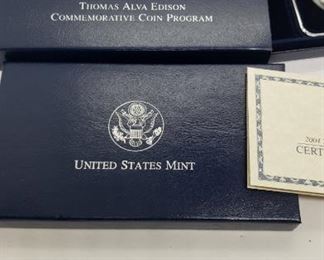 THOMAS ALVA EDISON
COMMEMORATIVE COIN PROGRAM
UNITED STATES MINT
2004
CERT